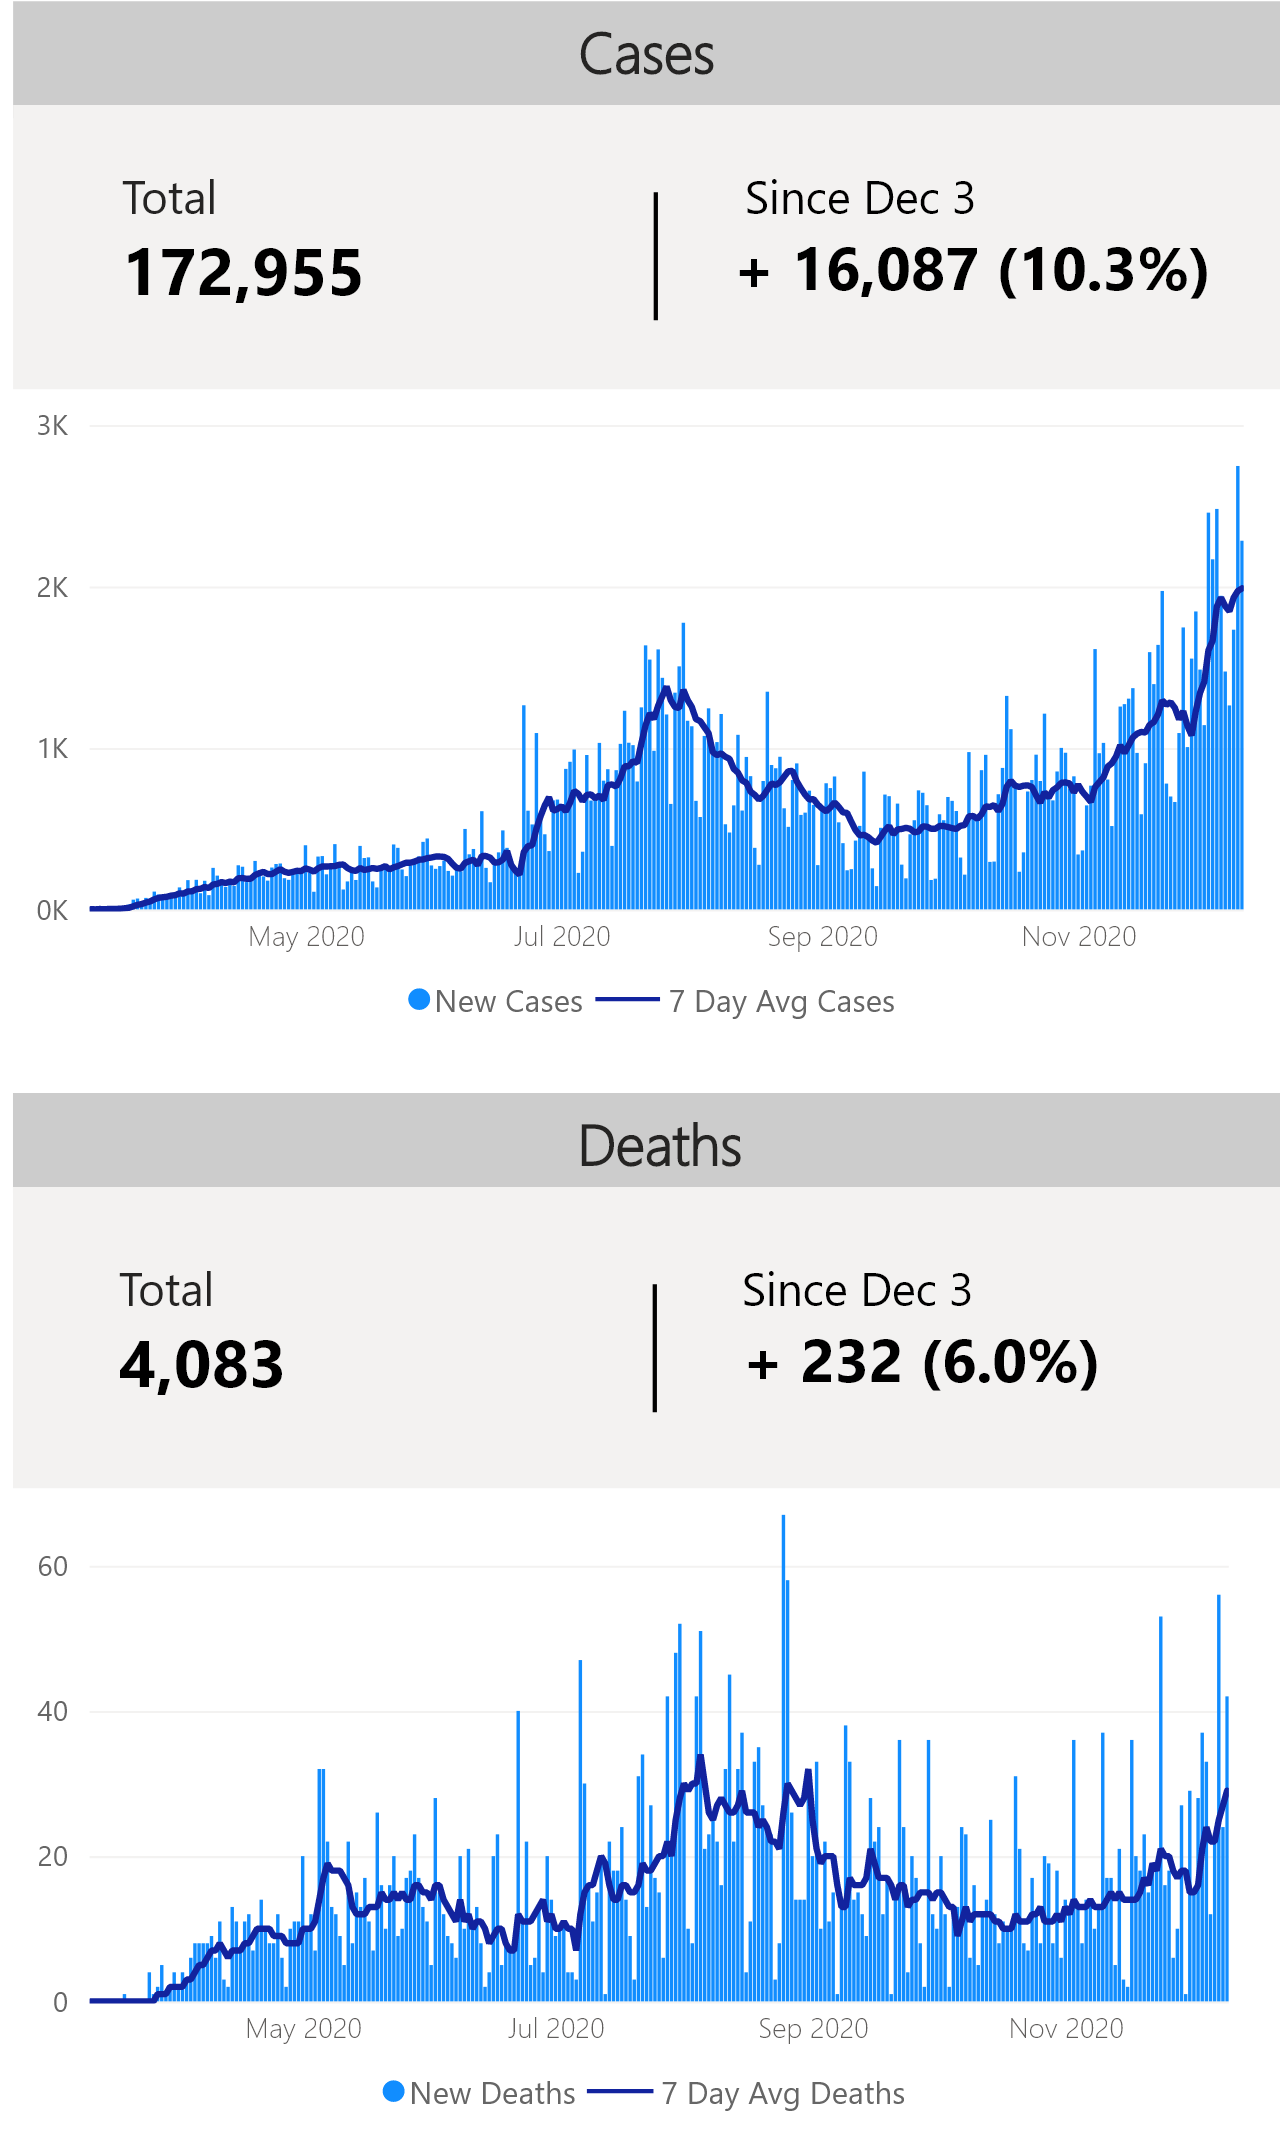 Cases
Total
Since Dec 3
172,955
+ 16,087 (10.3%)
3K
2K
1K
0K
May 2020
Jul 2020
Sep 2020
Nov 2020
New Cases
7 Day Avg Cases
Deaths
Total
Since Dec 3
4,083
+ 232 (6.0%)
60
40
20
0
May 2020
Jul 2020
Sep 2020
Nov 2020
New Deaths
7 Day Avg Deaths